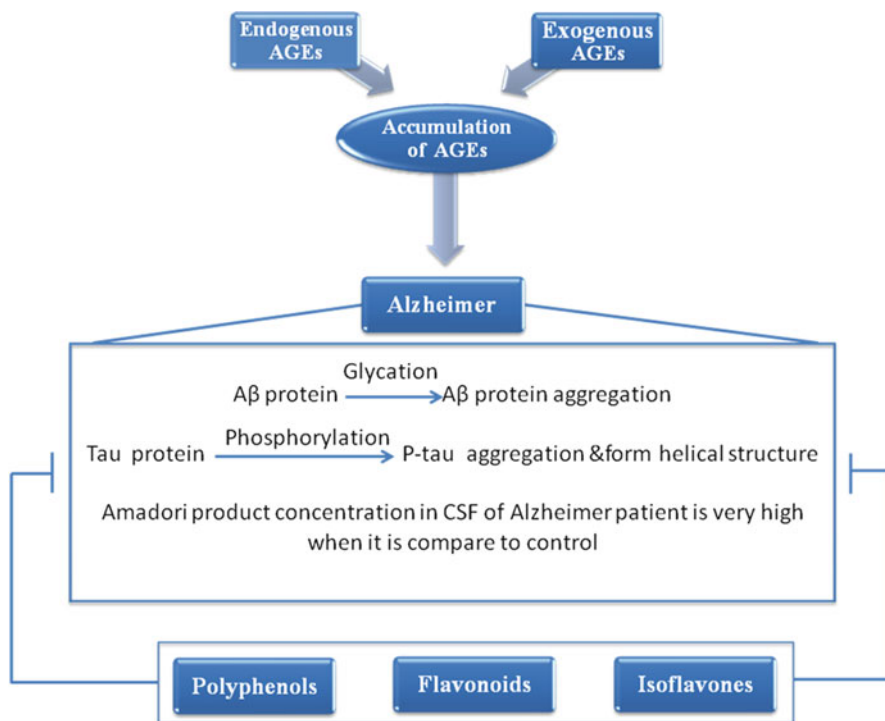 Endogenous
AGEs
Exogenous
AGEs
Accumulation
of AGEs
Alzheimer
Glycation
Aβ protein Aβ protein aggregation
Phosphorylation
Tau protein P-tau aggregation &form helical structure
Amadori product concentration in CSF of Alzheimer patient is very high
when it is compare to control
Polyphenols
Flavonoids
Isoflavones